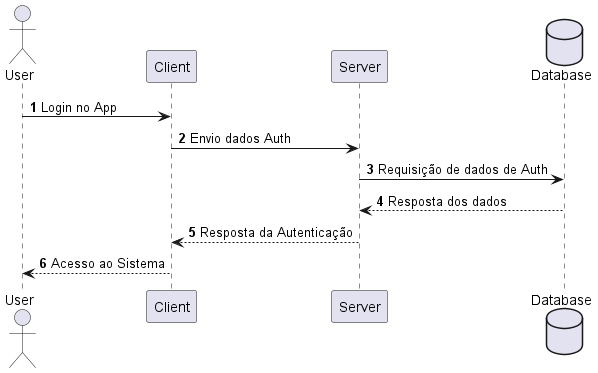 User
Client
Server
Database
1 Login no App
2 Envio dados Auth
3 Requisição de dados de Auth
4 Resposta dos dados
5 Resposta da Autenticação
6 Acesso ao Sistema
User
Client
Server
Database